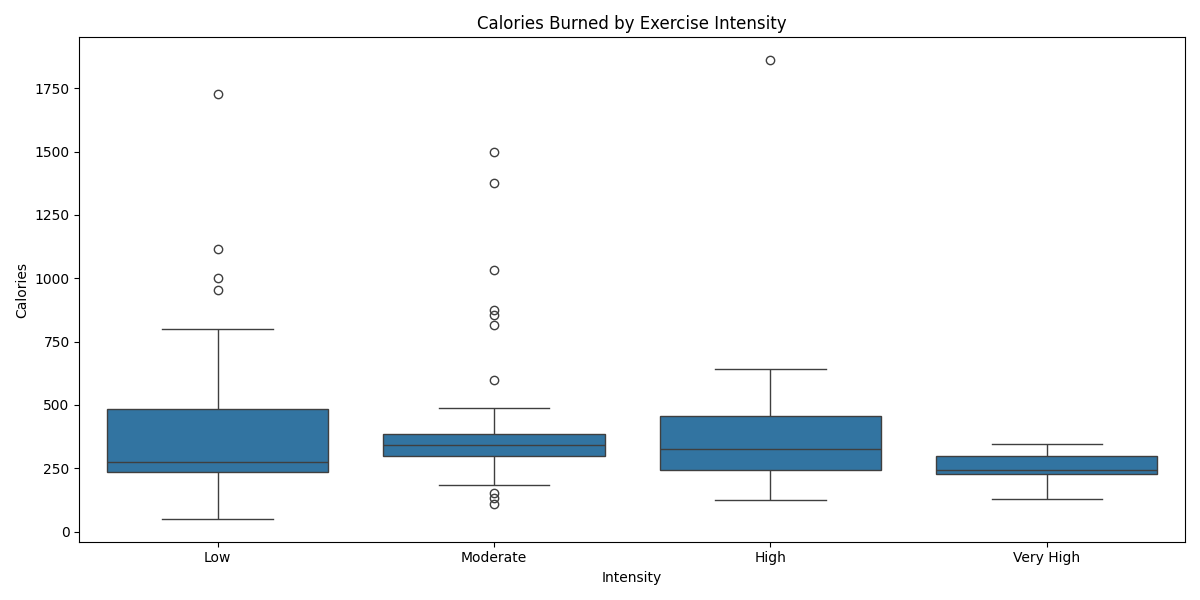 Calories Burned by Exercise Intensity
Calories
1750
1500
1250
1000
750
500
250
0
Low Moderate High Very High
Intensity